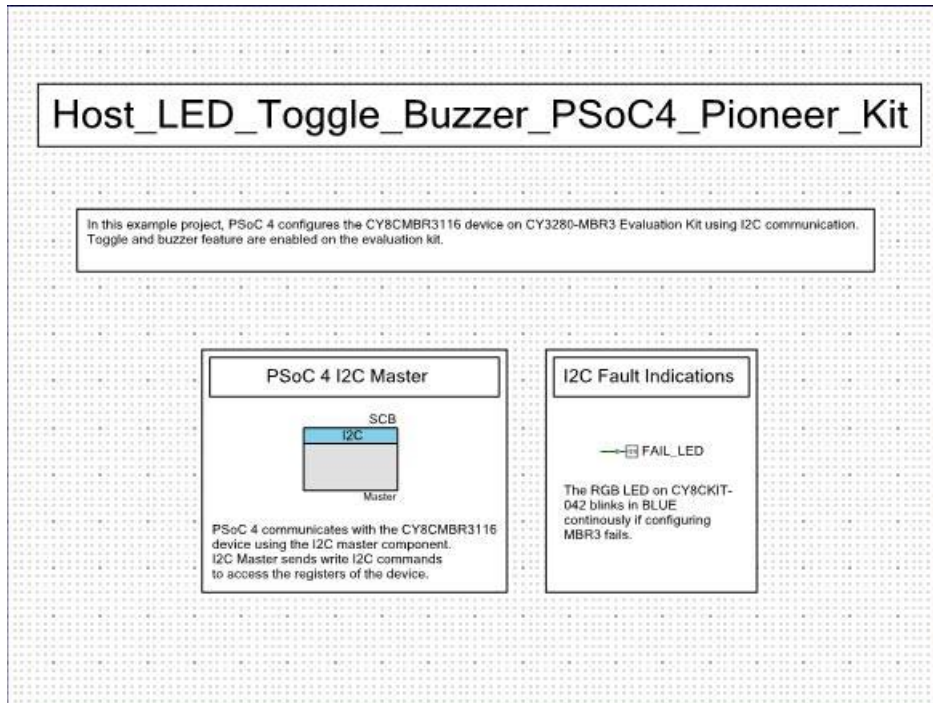 Host_LED_Toggle_Buzzer_PSoC4_Pioneer_Kit
In this example project, PSoC 4 configures the CY8CMBR3116 device on CY3280-MBR3 Evaluation Kit using I2C communication.
Toggle and buzzer feature are enabled on the evaluation kit.
PSoC 4 I2C Master
SCB
I2C
Master
PSoC 4 communicates with the CY8CMBR3116
device using the I2C master component.
I2C Master sends write I2C commands
to access the registers of the device.
I2C Fault Indications
FAIL_LED
The RGB LED on CY8CKIT-
042 blinks in BLUE
continously if configuring
MBR3 fails.